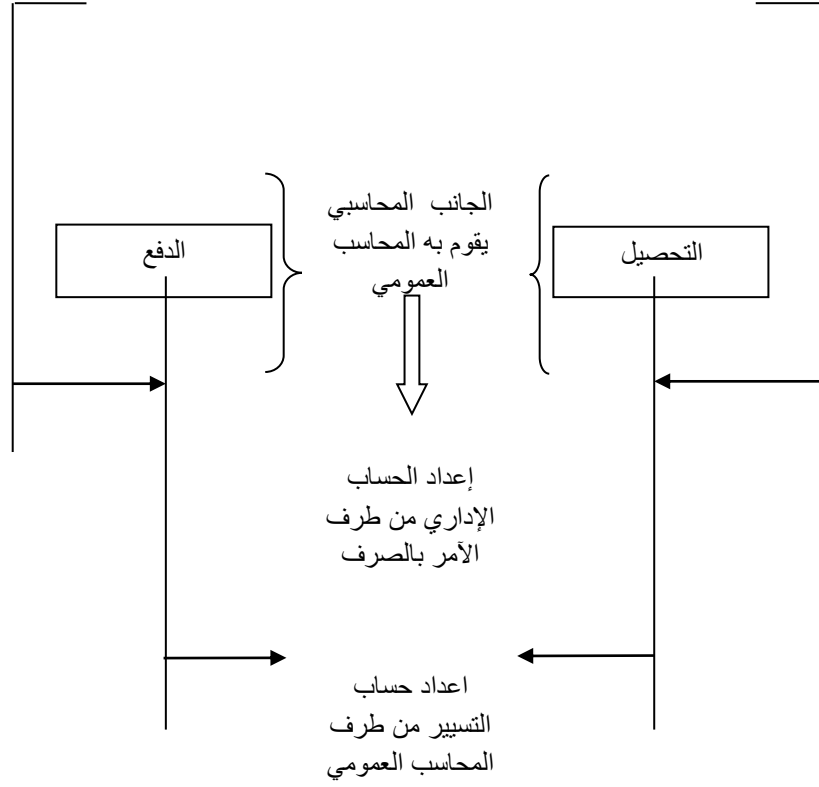 الجانب المحاسبي
يقوم به المحاسب
العمومي
التحصيل
الدفع
إعداد الحساب
الإداري من طرف
الآمر بالصرف
اعداد حساب
التسيير من طرف
المحاسب العمومي